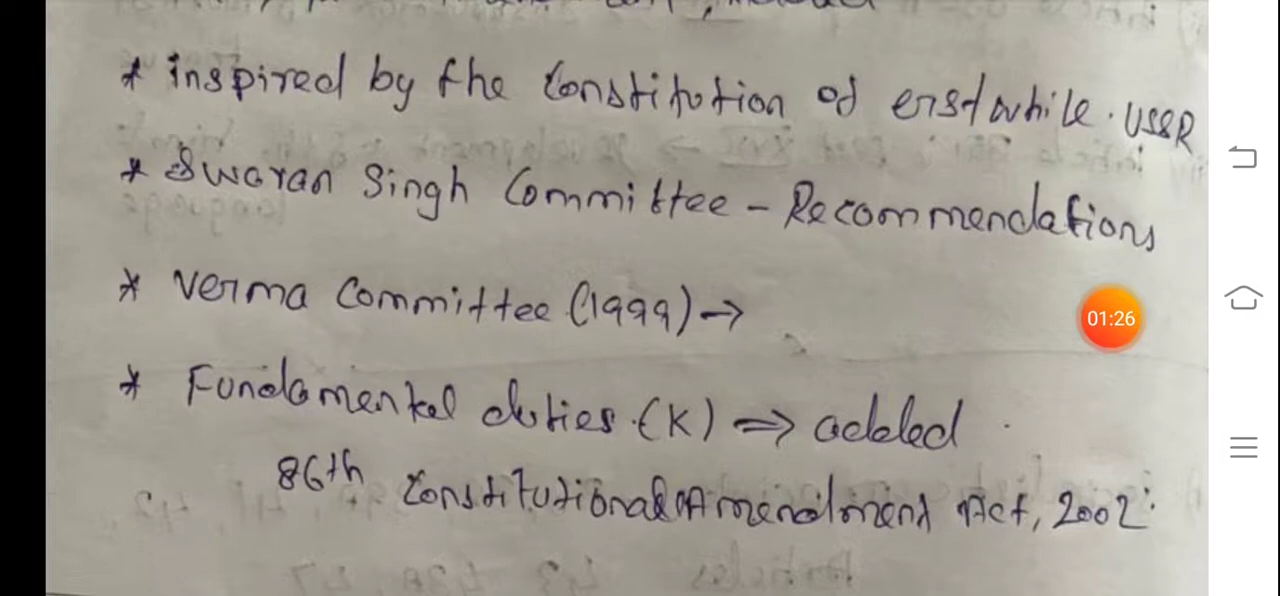 * inspired by the Constitution of erstwhile. USSR
* Swaran Singh Committee - Recommendations
* Verma Committee (1999) →
* Fundamental duties. (K) ⇒ added
86th Constitutional Amendment Act, 2002.
01:26